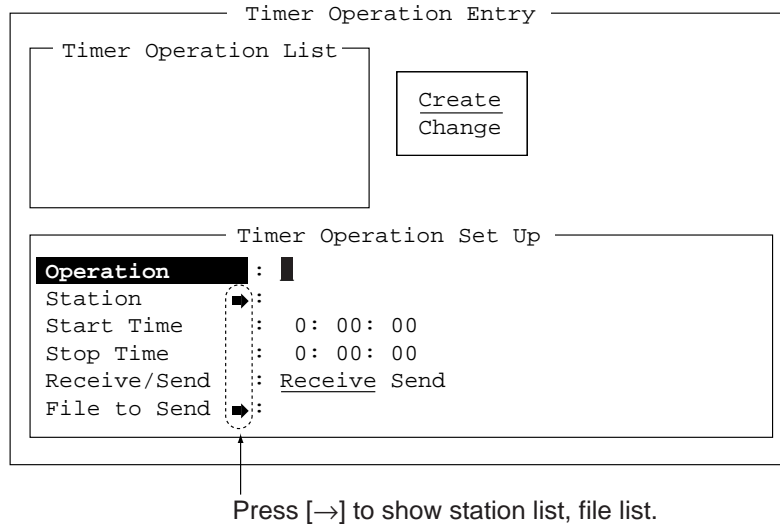 Timer Operation Entry
Timer Operation List
Create
Change
Timer Operation Set Up
Operation :
Station ➡:
Start Time : 0: 00: 00
Stop Time : 0: 00: 00
Receive/Send : Receive Send
File to Send ➡:
Press [→] to show station list, file list.